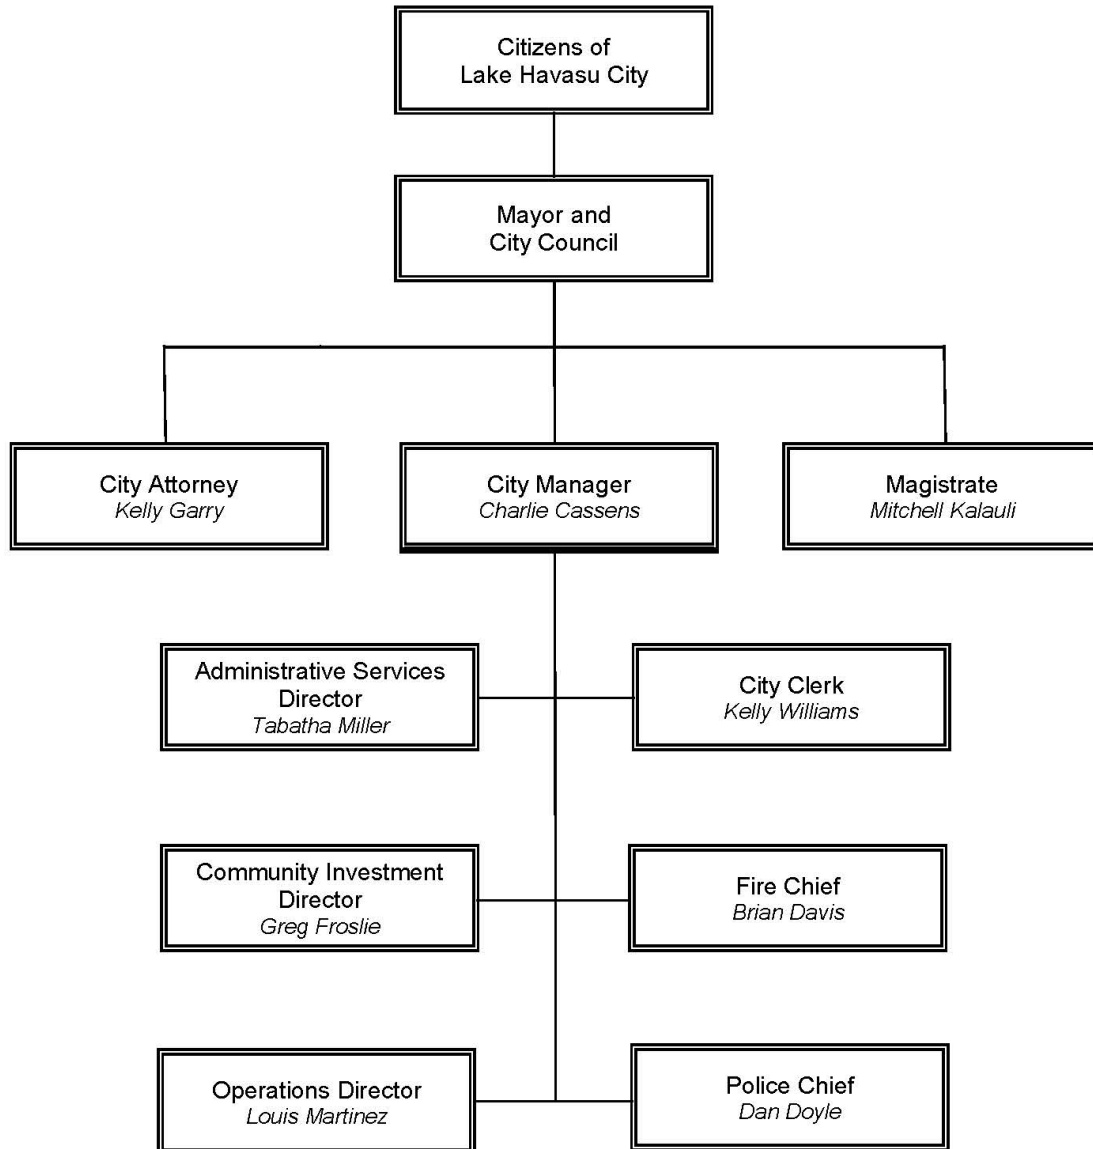 Citizens of
Lake Havasu City
Mayor and
City Council
City Attorney
Kelly Garry
City Manager
Charlie Cassens
Magistrate
Mitchell Kalauli
Administrative Services
Director
Tabatha Miller
City Clerk
Kelly Williams
Community Investment
Director
Greg Froslie
Fire Chief
Brian Davis
Operations Director
Louis Martinez
Police Chief
Dan Doyle